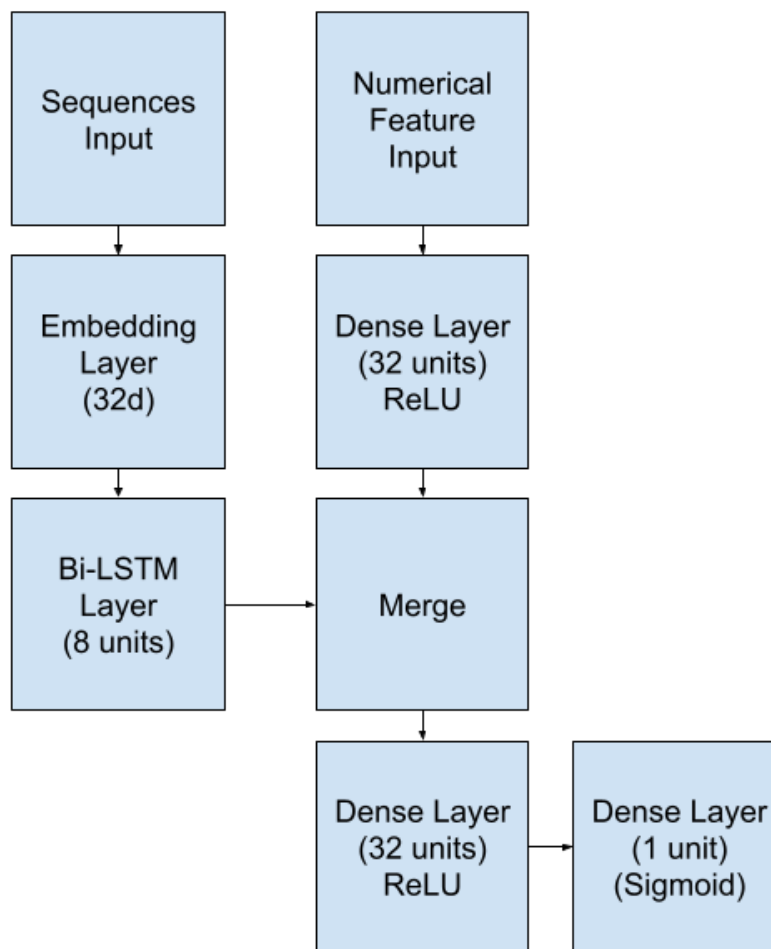 Sequences
Input
Numerical
Feature
Input
Embedding
Layer
(32d)
Dense Layer
(32 units)
ReLU
Bi-LSTM
Layer
(8 units)
Merge
Dense Layer
(32 units)
ReLU
Dense Layer
(1 unit)
(Sigmoid)